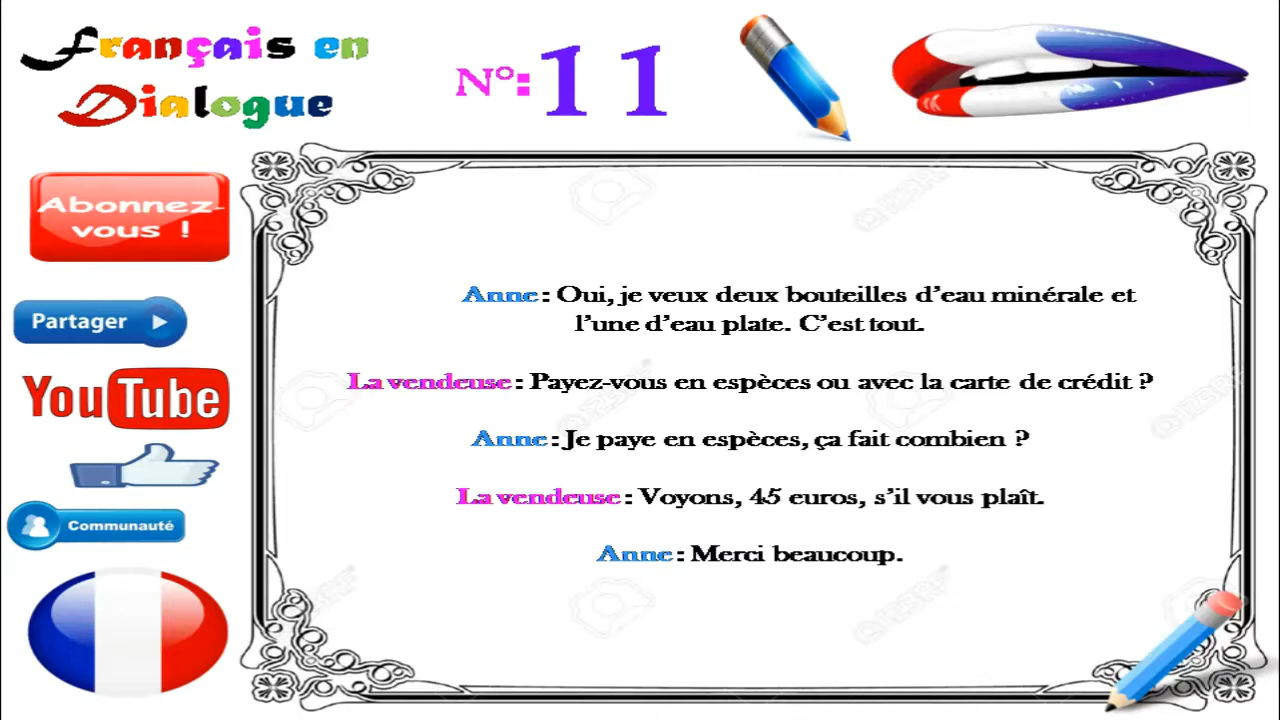 Français en
Dialogue
N°:11
Abonnez-
vous !
Partager
YouTube
Communauté
Anne : Oui, je veux deux bouteilles d'eau minérale et
l'une d'eau plate. C'est tout.
La vendeuse : Payez-vous en espèces ou avec la carte de crédit ?
Anne : Je paye en espèces, ça fait combien ?
La vendeuse : Voyons, 45 euros, s'il vous plaît.
Anne : Merci beaucoup.